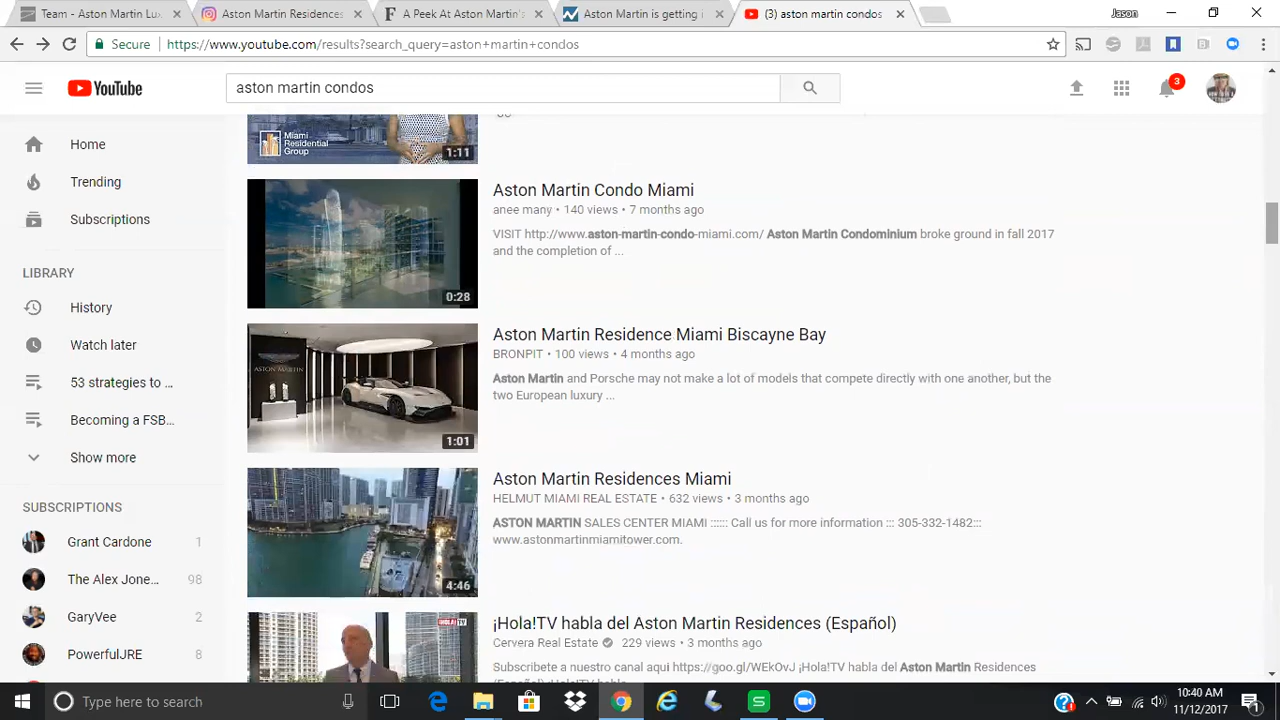 Team - Martin Luxury
Aston Martin Residences
A Peek At Aston Martin's
Aston Martin is getting
(3) aston martin condos
Jason
Secure
https://www.youtube.com/results?search_query=aston+martin+condos
YouTube
aston martin condos
3
Home
Trending
Subscriptions
LIBRARY
History
Watch later
53 strategies to ...
Becoming a FSB...
Show more
SUBSCRIPTIONS
Grant Cardone 1
The Alex Jone... 98
GaryVee 2
PowerfulJRE 8
Miami
Residential
Group
1:11
Aston Martin Condo Miami
anee many • 140 views • 7 months ago
VISIT http://www.aston-martin-condo-miami.com/ Aston Martin Condominium broke ground in fall 2017
and the completion of ...
0:28
Aston Martin Residence Miami Biscayne Bay
BRONPIT • 100 views • 4 months ago
Aston Martin and Porsche may not make a lot of models that compete directly with one another, but the
two European luxury ...
ASTON MARTIN
1:01
Aston Martin Residences Miami
HELMUT MIAMI REAL ESTATE • 632 views • 3 months ago
ASTON MARTIN SALES CENTER MIAMI :::::: Call us for more information ::: 305-332-1482:::
www.astonmartinmiamitower.com.
4:46
¡Hola!TV habla del Aston Martin Residences (Español)
Cervera Real Estate 229 views • 3 months ago
Subscribete a nuestro canal aqui https://goo.gl/WEkOvJ ¡Hola!TV habla del Aston Martin Residences
¡HOLA! TV
Type here to search
10:40 AM
11/12/2017
1